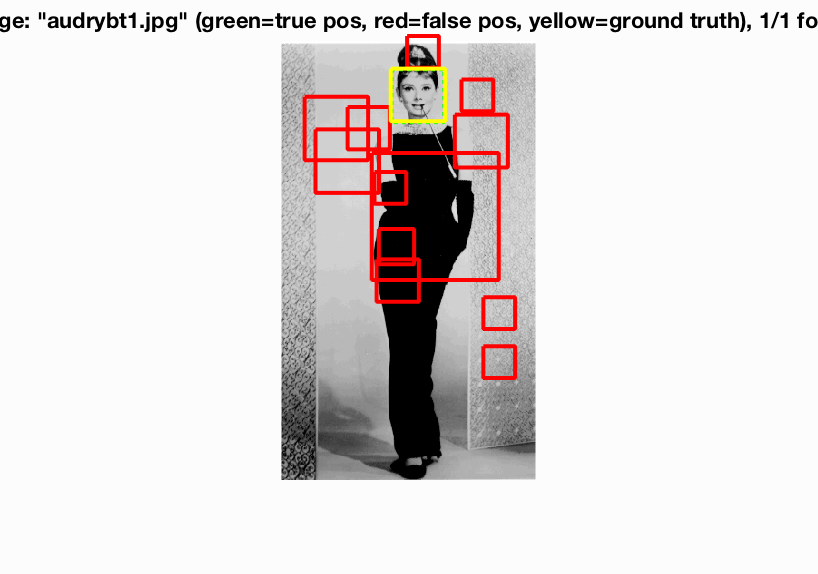 ge: "audrybt1.jpg" (green=true pos, red=false pos, yellow=ground truth), 1/1 fo